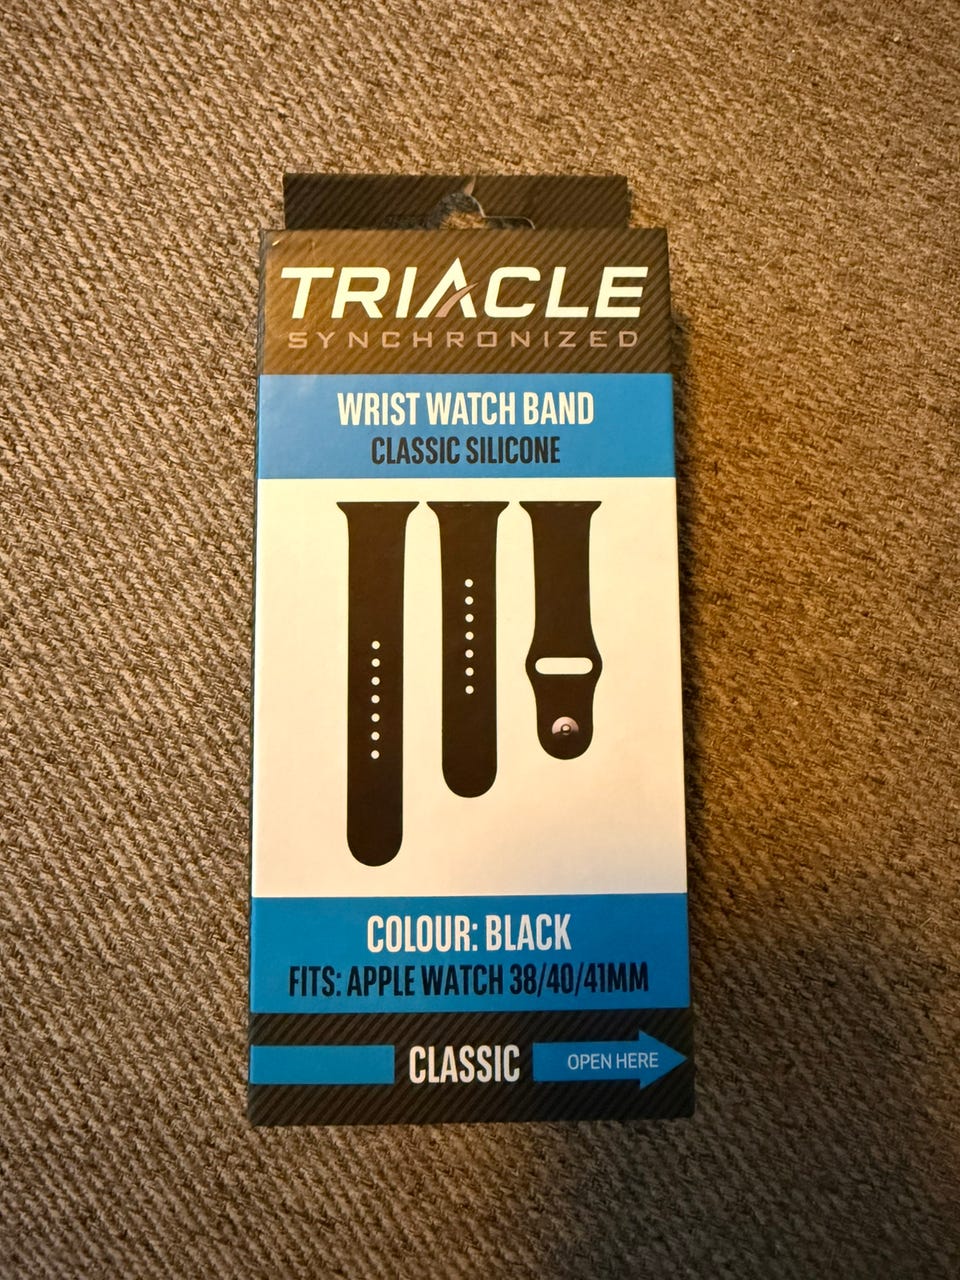 TRIACLE
SYNCHRONIZED
WRIST WATCH BAND
CLASSIC SILICONE
COLOUR: BLACK
FITS: APPLE WATCH 38/40/41MM
CLASSIC
OPEN HERE